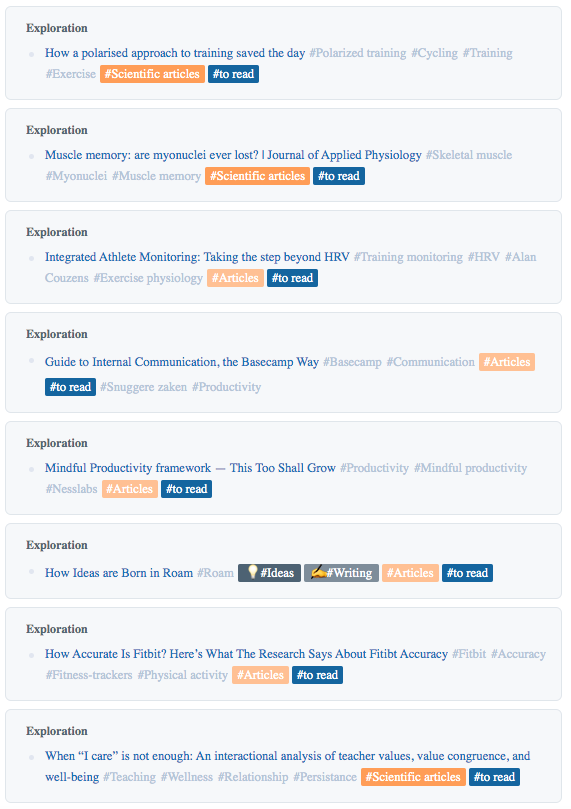 Exploration
How a polarised approach to training saved the day #Polarized training #Cycling #Training
#Exercise #Scientific articles #to read
Exploration
Muscle memory: are myonuclei ever lost? | Journal of Applied Physiology #Skeletal muscle
#Myonuclei #Muscle memory #Scientific articles #to read
Exploration
Integrated Athlete Monitoring: Taking the step beyond HRV #Training monitoring #HRV #Alan
Couzens #Exercise physiology #Articles #to read
Exploration
Guide to Internal Communication, the Basecamp Way #Basecamp #Communication #Articles
#to read #Snuggere zaken #Productivity
Exploration
Mindful Productivity framework — This Too Shall Grow #Productivity #Mindful productivity
#Nesslabs #Articles #to read
Exploration
How Ideas are Born in Roam #Roam 💡#Ideas ✍️#Writing #Articles #to read
Exploration
How Accurate Is Fitbit? Here’s What The Research Says About Fitibt Accuracy #Fitbit #Accuracy
#Fitness-trackers #Physical activity #Articles #to read
Exploration
When “I care” is not enough: An interactional analysis of teacher values, value congruence, and
well-being #Teaching #Wellness #Relationship #Persistance #Scientific articles #to read